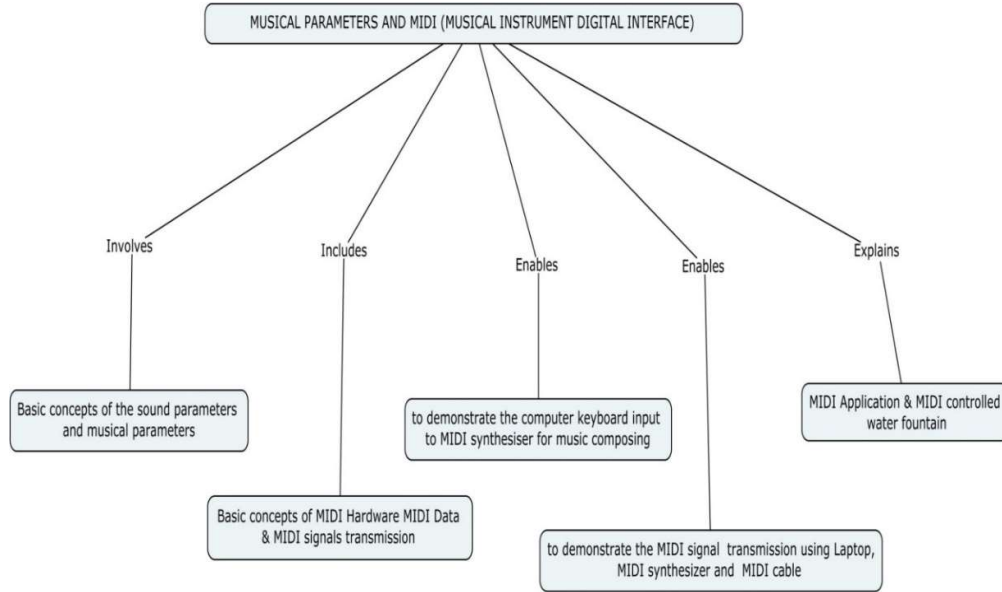 MUSICAL PARAMETERS AND MIDI (MUSICAL INSTRUMENT DIGITAL INTERFACE)
Involves
Includes
Enables
Enables
Explains
Basic concepts of the sound parameters
and musical parameters
Basic concepts of MIDI Hardware MIDI Data
& MIDI signals transmission
to demonstrate the computer keyboard input
to MIDI synthesiser for music composing
to demonstrate the MIDI signal transmission using Laptop,
MIDI synthesizer and MIDI cable
MIDI Application & MIDI controlled
water fountain